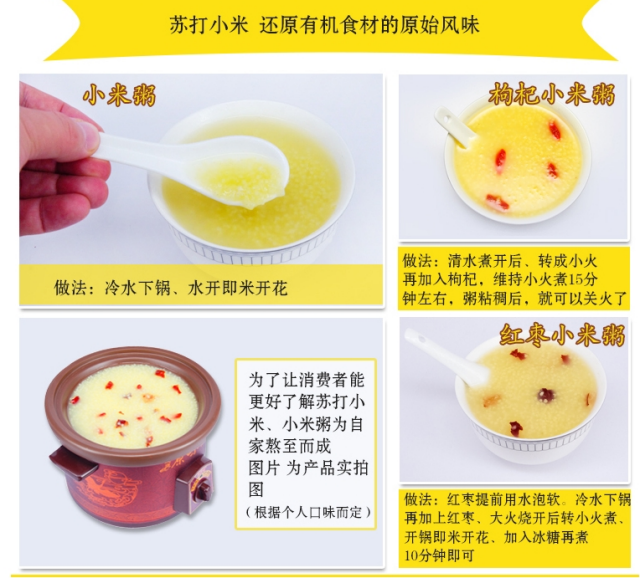 苏打小米 还原有机食材的原始风味
小米粥
做法：冷水下锅、水开即米开花
枸杞小米粥
做法：清水煮开后、转成小火
再加入枸杞，维持小火煮15分
钟左右，粥粘稠后，就可以关火了
为了让消费者能
更好了解苏打小
米、小米粥为自
家熬至而成
图片 为产品实拍
图
（根据个人口味而定）
红枣小米粥
做法：红枣提前用水泡软。冷水下锅
再加上红枣、大火烧开后转小火煮、
开锅即米开花、加入冰糖再煮
10分钟即可